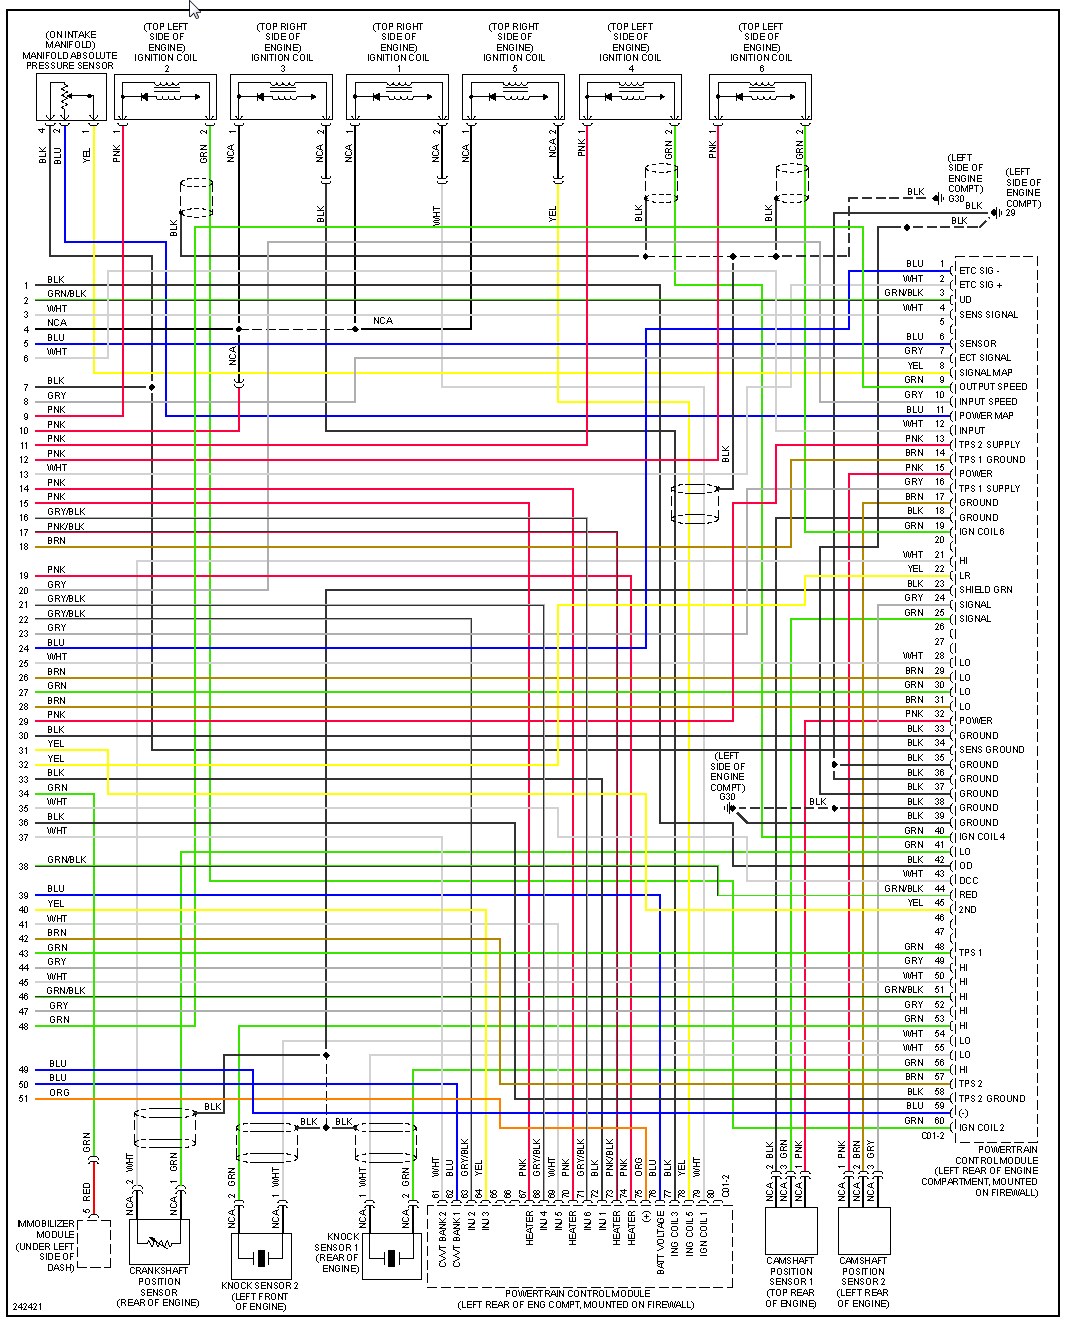 (ON INTAKE
MANIFOLD)
MANIFOLD ABSOLUTE
PRESSURE SENSOR
(TOP LEFT
SIDE OF
ENGINE)
IGNITION COIL
2
(TOP RIGHT
SIDE OF
ENGINE)
IGNITION COIL
3
(TOP RIGHT
SIDE OF
ENGINE)
IGNITION COIL
1
(TOP RIGHT
SIDE OF
ENGINE)
IGNITION COIL
5
(TOP LEFT
SIDE OF
ENGINE)
IGNITION COIL
4
(TOP LEFT
SIDE OF
ENGINE)
IGNITION COIL
6
4 2 1 1 2 1 2 1 2 1 2 1 2 1 2
BLK BLU YEL PNK GRN NCA NCA NCA NCA NCA NCA PNK GRN PNK GRN
BLK BLK WHT YEL BLK BLK
(LEFT
SIDE OF
ENGINE
COMPT)
G30
(LEFT
SIDE OF
ENGINE
COMPT)
29
BLK
BLK
BLK
1 BLK
2 GRN/BLK
3 WHT
4 NCA
NCA
NCA
5 BLU
6 WHT
7 BLK
8 GRY
9 PNK
10 PNK
11 PNK
12 PNK
13 WHT
14 PNK
15 PNK
16 GRY/BLK
17 PNK/BLK
18 BRN
19 PNK
20 GRY
21 GRY/BLK
22 GRY/BLK
23 GRY
24 BLU
25 WHT
26 BRN
27 GRN
28 BRN
29 PNK
30 BLK
31 YEL
32 YEL
33 BLK
34 GRN
35 WHT
36 BLK
37 WHT
38 GRN/BLK
39 BLU
40 YEL
41 WHT
42 BRN
43 GRN
44 GRY
45 WHT
46 GRN/BLK
47 GRY
48 GRN
49 BLU
50 BLU
51 ORG
BLK
(LEFT
SIDE OF
ENGINE
COMPT)
G30
BLK
BLU 1 ETC SIG -
WHT 2 ETC SIG +
GRN/BLK 3 UD
WHT 4 SENS SIGNAL
5
BLU 6 SENSOR
GRY 7 ECT SIGNAL
YEL 8 SIGNAL MAP
GRN 9 OUTPUT SPEED
GRY 10 INPUT SPEED
BLU 11 POWER MAP
WHT 12 INPUT
PNK 13 TPS 2 SUPPLY
BRN 14 TPS 1 GROUND
PNK 15 POWER
GRY 16 TPS 1 SUPPLY
BRN 17 GROUND
BLK 18 GROUND
GRN 19 IGN COIL 6
20
WHT 21 HI
YEL 22 LR
BLK 23 SHIELD GRN
GRY 24 SIGNAL
GRN 25 SIGNAL
26
27
WHT 28 LO
BRN 29 LO
GRN 30 LO
BRN 31 LO
PNK 32 POWER
BLK 33 GROUND
BLK 34 SENS GROUND
BLK 35 GROUND
BLK 36 GROUND
BLK 37 GROUND
BLK 38 GROUND
BLK 39 GROUND
GRN 40 IGN COIL 4
GRN 41 LO
BLK 42 OD
WHT 43 DCC
GRN/BLK 44 RED
YEL 45 2ND
46
47
GRN 48 TPS 1
GRY 49 HI
WHT 50 HI
GRN/BLK 51 HI
GRY 52 HI
GRN 53 HI
WHT 54 LO
WHT 55 LO
GRN 56 HI
BRN 57 TPS 2
BLK 58 TPS 2 GROUND
BLU 59 (-)
GRN 60 IGN COIL 2
C01-2
POWERTRAIN
CONTROL MODULE
(LEFT REAR OF ENGINE
COMPARTMENT, MOUNTED
ON FIREWALL)
BLK
BLK BLK
GRN
RED
5
WHT GRN
2 1
NCA NCA
GRN WHT
2 1
NCA NCA
WHT GRN
1 2
NCA NCA
WHT BLU GRY/BLK YEL PNK GRY/BLK WHT PNK GRY/BLK BLK PNK/BLK PNK ORG BLU BLK YEL WHT
61 62 63 64 65 66 67 68 69 70 71 72 73 74 75 76 77 78 79 80
C01-2
CVVT BANK 2
CVVT BANK 1
INJ 2
INJ 3
HEATER
INJ 4
INJ 5
HEATER
INJ 6
INJ 1
HEATER
HEATER
(+)
BATT VOLTAGE
ING COIL 3
ING COIL 5
IGN COIL 1
BLK GRN PNK
2 3 1
NCA NCA NCA
PNK BRN GRY
1 2 3
NCA NCA NCA
IMMOBILIZER
MODULE
(UNDER LEFT
SIDE OF
DASH)
CRANKSHAFT
POSITION
SENSOR
(REAR OF ENGINE)
KNOCK SENSOR 2
(LEFT FRONT
OF ENGINE)
KNOCK
SENSOR 1
(REAR OF
ENGINE)
POWERTRAIN CONTROL MODULE
(LEFT REAR OF ENG COMPT, MOUNTED ON FIREWALL)
CAMSHAFT
POSITION
SENSOR 1
(TOP REAR
OF ENGINE)
CAMSHAFT
POSITION
SENSOR 2
(LEFT REAR
OF ENGINE)
242421